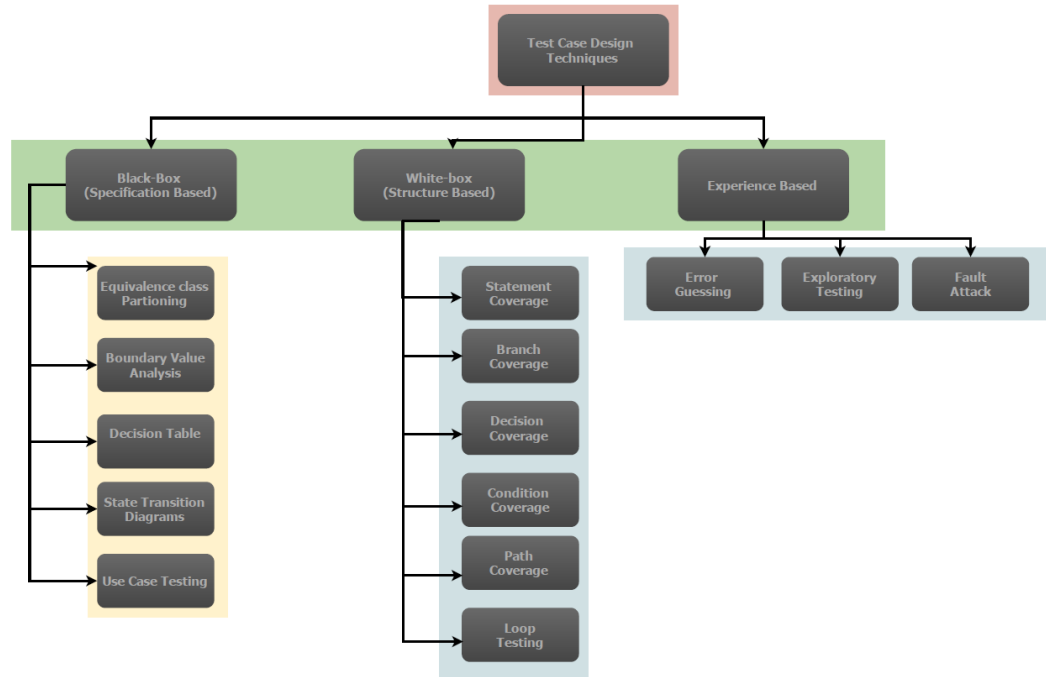 Test Case Design
Techniques
Black-Box
(Specification Based)
White-box
(Structure Based)
Experience Based
Equivalence class
Partioning
Boundary Value
Analysis
Decision Table
State Transition
Diagrams
Use Case Testing
Statement
Coverage
Branch
Coverage
Decision
Coverage
Condition
Coverage
Path
Coverage
Loop
Testing
Error
Guessing
Exploratory
Testing
Fault
Attack